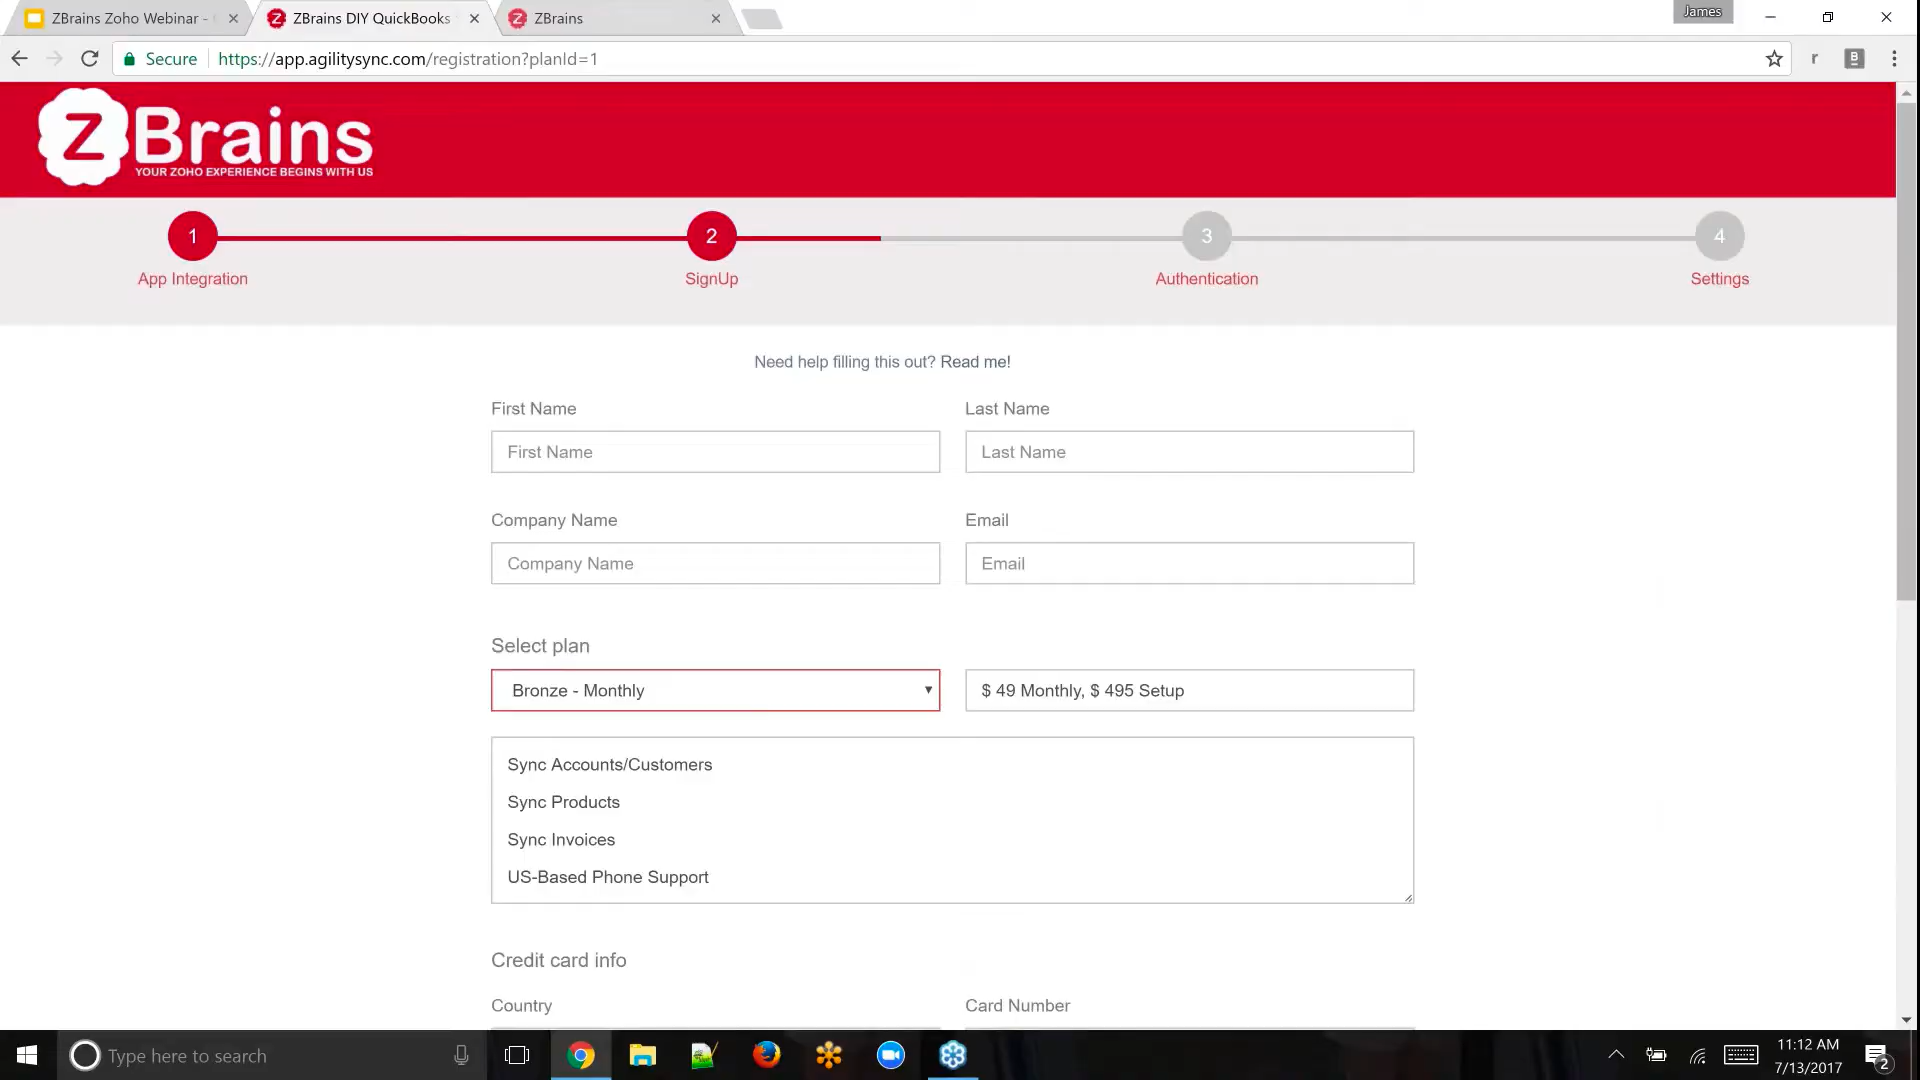 ZBrains Zoho Webinar -
ZBrains DIY QuickBooks
ZBrains
James
Secure
https://app.agilitysync.com/registration?planId=1
r
B
Z Brains
YOUR ZOHO EXPERIENCE BEGINS WITH US
1
2
3
4
App Integration
SignUp
Authentication
Settings
Need help filling this out? Read me!
First Name
Last Name
First Name
Last Name
Company Name
Email
Company Name
Email
Select plan
Bronze - Monthly
$ 49 Monthly, $ 495 Setup
Sync Accounts/Customers
Sync Products
Sync Invoices
US-Based Phone Support
Credit card info
Country
Card Number
Type here to search
11:12 AM
7/13/2017
2